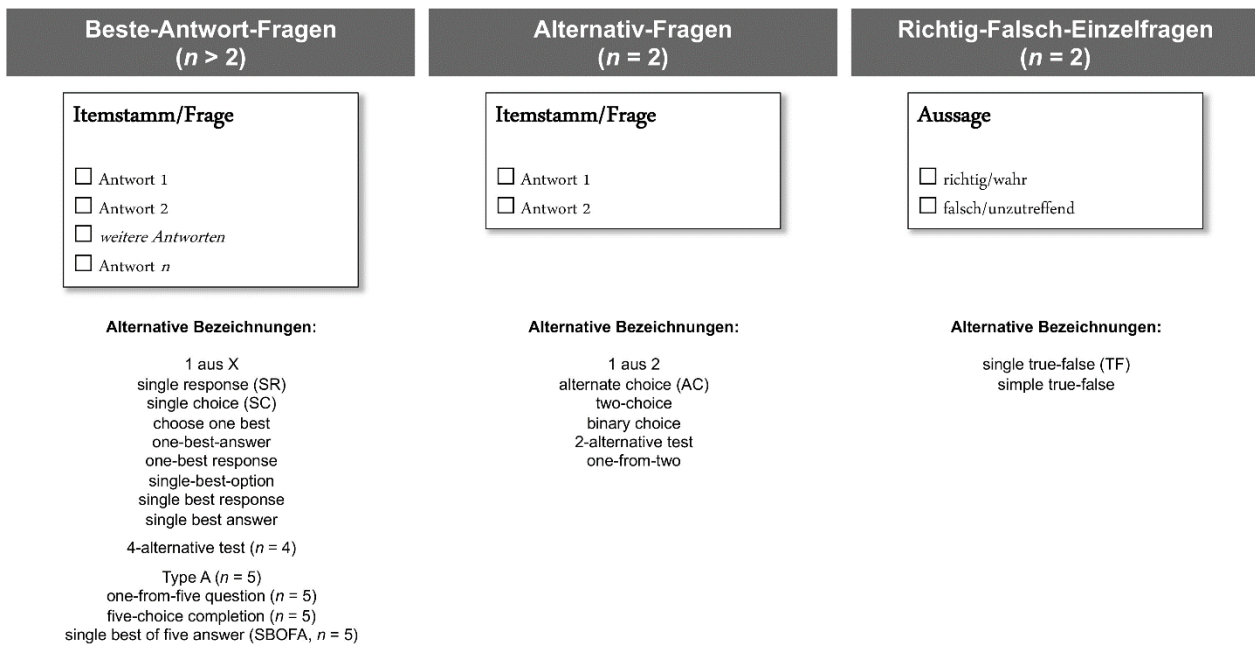 Beste-Antwort-Fragen
(n > 2)
Itemstamm/Frage
Antwort 1
Antwort 2
weitere Antworten
Antwort n
Alternative Bezeichnungen:
1 aus X
single response (SR)
single choice (SC)
choose one best
one-best-answer
one-best response
single-best-option
single best response
single best answer
4-alternative test (n = 4)
Type A (n = 5)
one-from-five question (n = 5)
five-choice completion (n = 5)
single best of five answer (SBOFA, n = 5)
Alternativ-Fragen
(n = 2)
Itemstamm/Frage
Antwort 1
Antwort 2
Alternative Bezeichnungen:
1 aus 2
alternate choice (AC)
two-choice
binary choice
2-alternative test
one-from-two
Richtig-Falsch-Einzelfragen
(n = 2)
Aussage
richtig/wahr
falsch/unzutreffend
Alternative Bezeichnungen:
single true-false (TF)
simple true-false